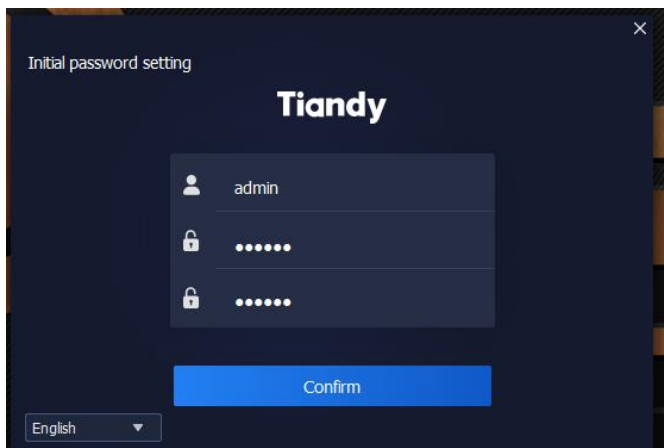 Initial password setting
Tiandy
admin
●●●●●●
●●●●●●
Confirm
English